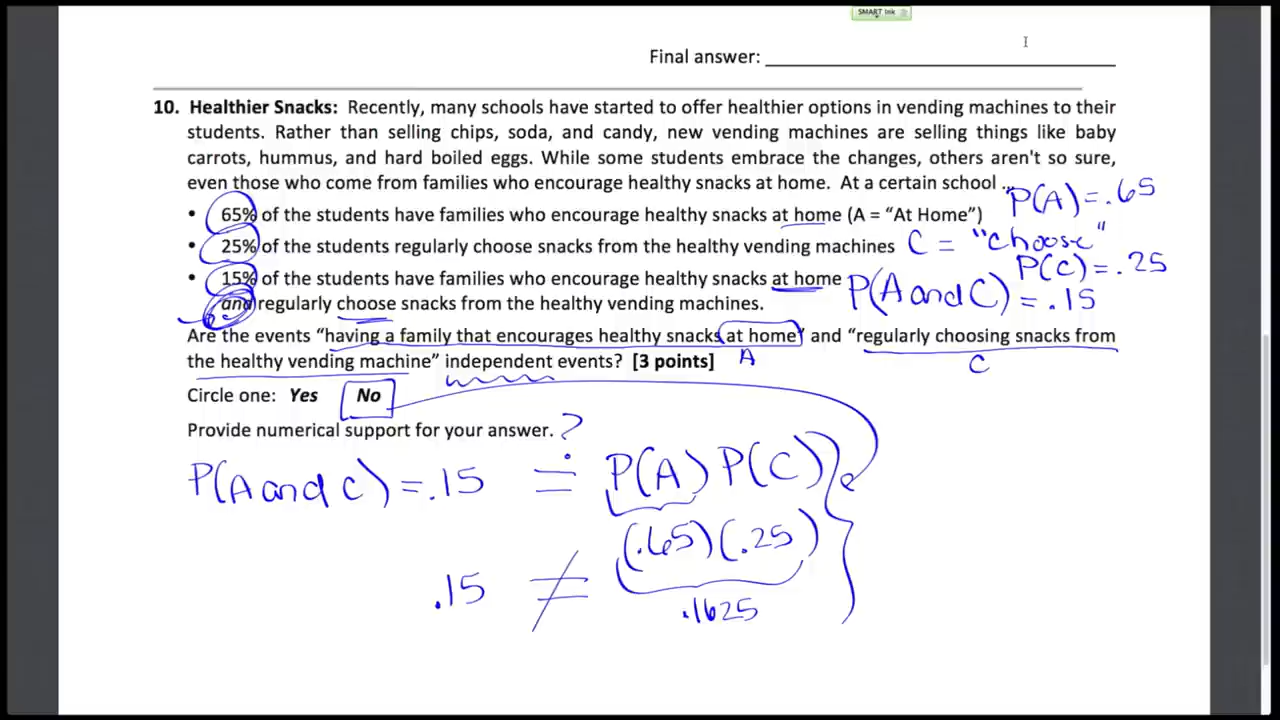 SMART Ink
Final answer: ____________
10. Healthier Snacks: Recently, many schools have started to offer healthier options in vending machines to their
students. Rather than selling chips, soda, and candy, new vending machines are selling things like baby
carrots, hummus, and hard boiled eggs. While some students embrace the changes, others aren't so sure,
even those who come from families who encourage healthy snacks at home. At a certain school ...
• 65% of the students have families who encourage healthy snacks at home (A = “At Home”) P(A) = .65
• 25% of the students regularly choose snacks from the healthy vending machines C = "choose"
P(C) = .25
• 15% of the students have families who encourage healthy snacks at home
and regularly choose snacks from the healthy vending machines. P(A and C) = .15
Are the events “having a family that encourages healthy snacks at home” and “regularly choosing snacks from
the healthy vending machine” independent events? [3 points] A C
Circle one: Yes No
Provide numerical support for your answer. ?
P(A and C) = .15 = P(A) P(C)
(.65)(.25)
.15 ≠
.1625